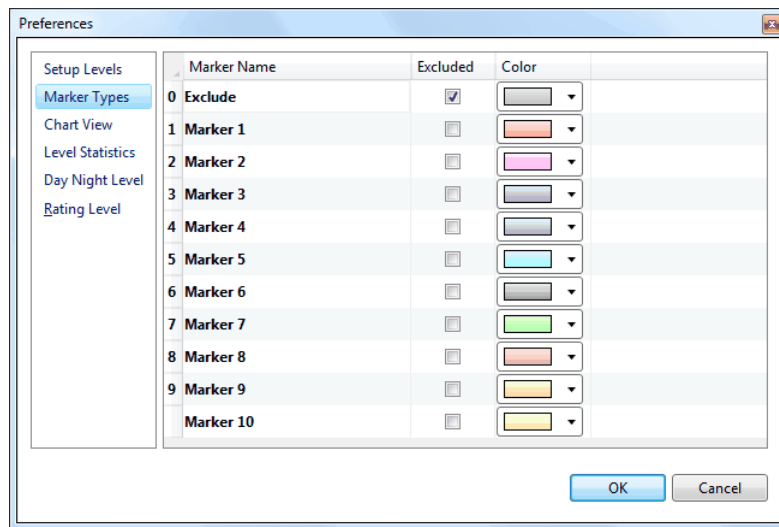 Preferences
Setup Levels
Marker Types
Chart View
Level Statistics
Day Night Level
Rating Level
Marker Name Excluded Color
0 Exclude
1 Marker 1
2 Marker 2
3 Marker 3
4 Marker 4
5 Marker 5
6 Marker 6
7 Marker 7
8 Marker 8
9 Marker 9
Marker 10
OK Cancel